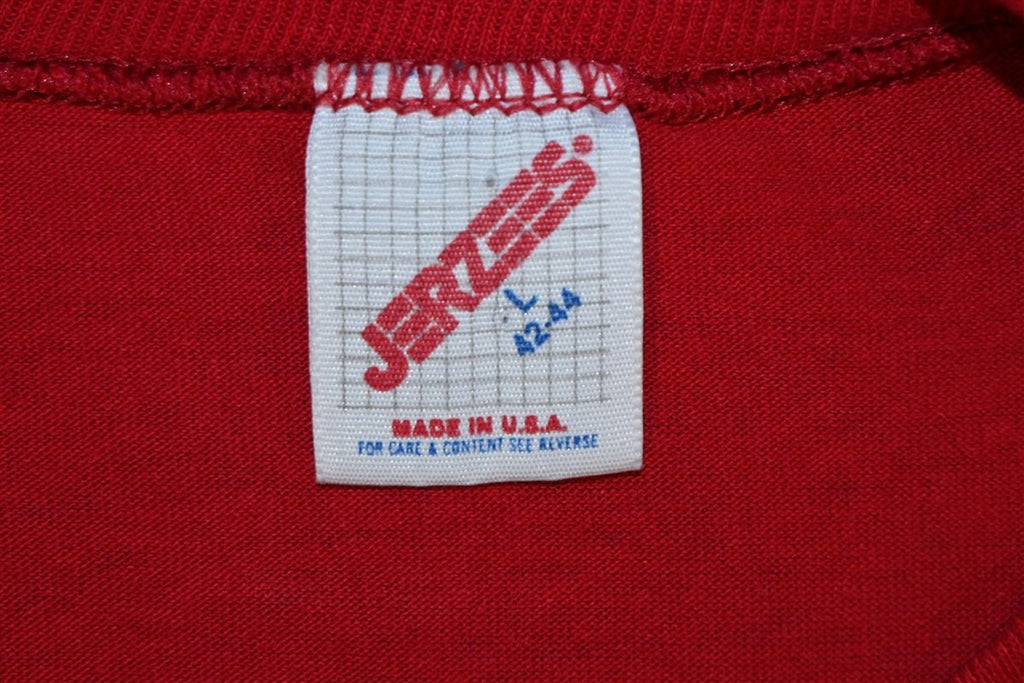 JERZEES.
L
42-44
MADE IN U.S.A.
FOR CARE & CONTENT SEE REVERSE